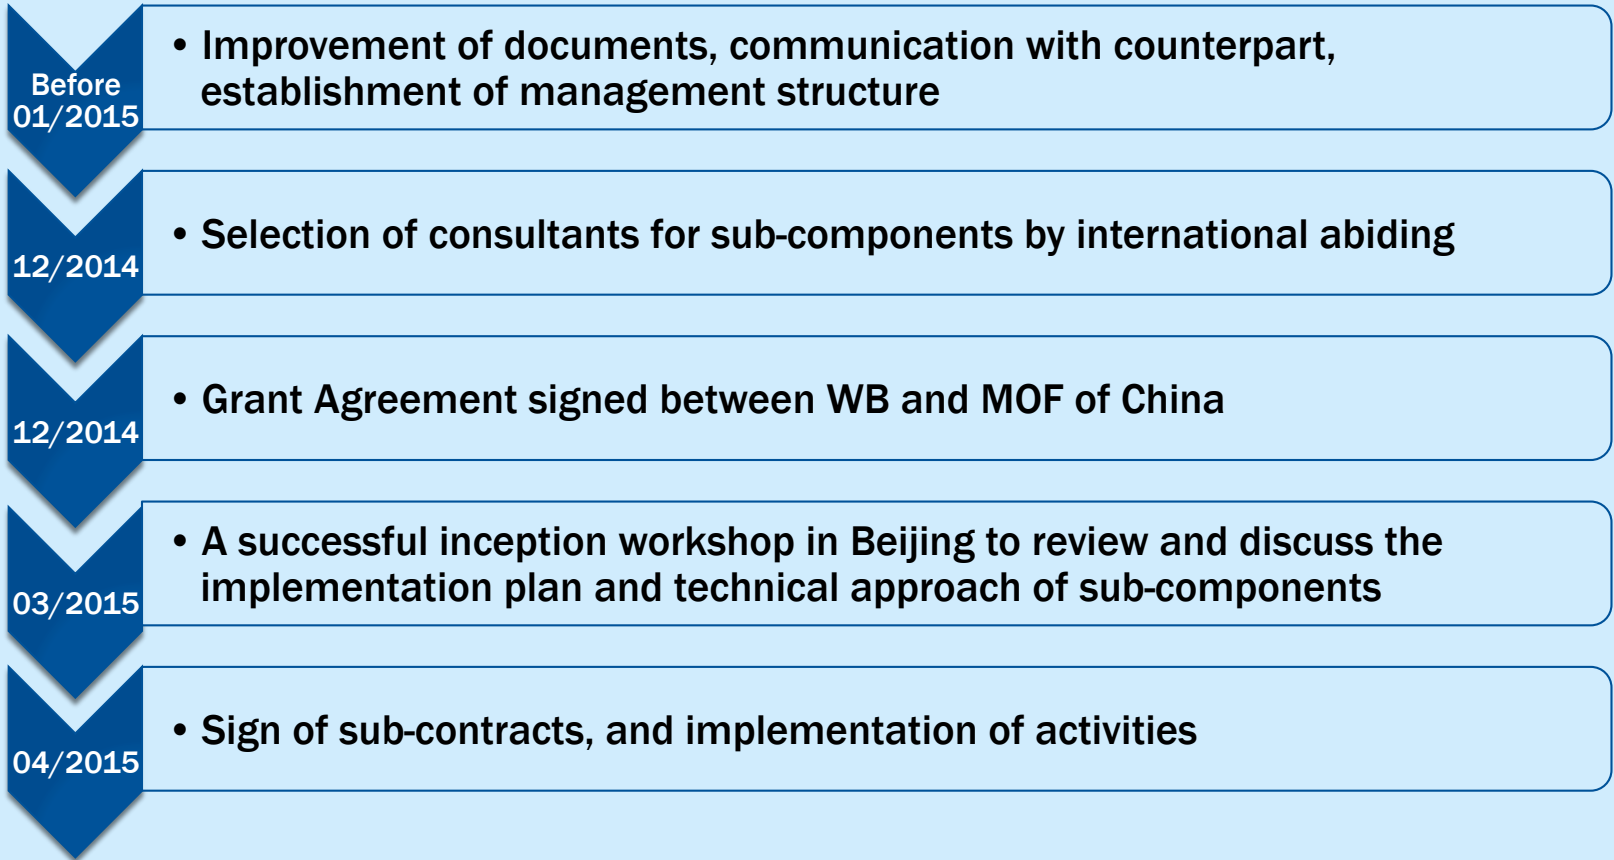 Before
01/2015
• Improvement of documents, communication with counterpart,
establishment of management structure
12/2014
• Selection of consultants for sub-components by international abiding
12/2014
• Grant Agreement signed between WB and MOF of China
03/2015
• A successful inception workshop in Beijing to review and discuss the
implementation plan and technical approach of sub-components
04/2015
• Sign of sub-contracts, and implementation of activities